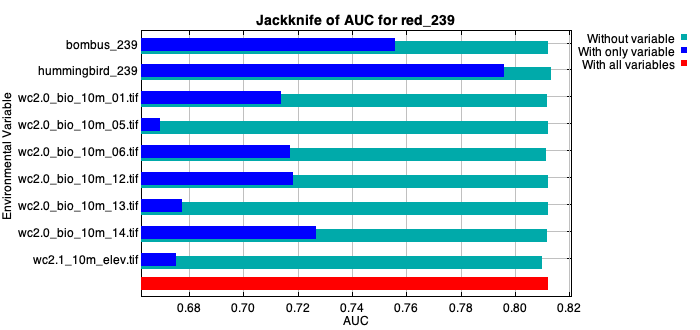 Jackknife of AUC for red_239
Without variable
With only variable
With all variables
Environmental Variable
bombus_239
hummingbird_239
wc2.0_bio_10m_01.tif
wc2.0_bio_10m_05.tif
wc2.0_bio_10m_06.tif
wc2.0_bio_10m_12.tif
wc2.0_bio_10m_13.tif
wc2.0_bio_10m_14.tif
wc2.1_10m_elev.tif
0.68 0.70 0.72 0.74 0.76 0.78 0.80 0.82
AUC